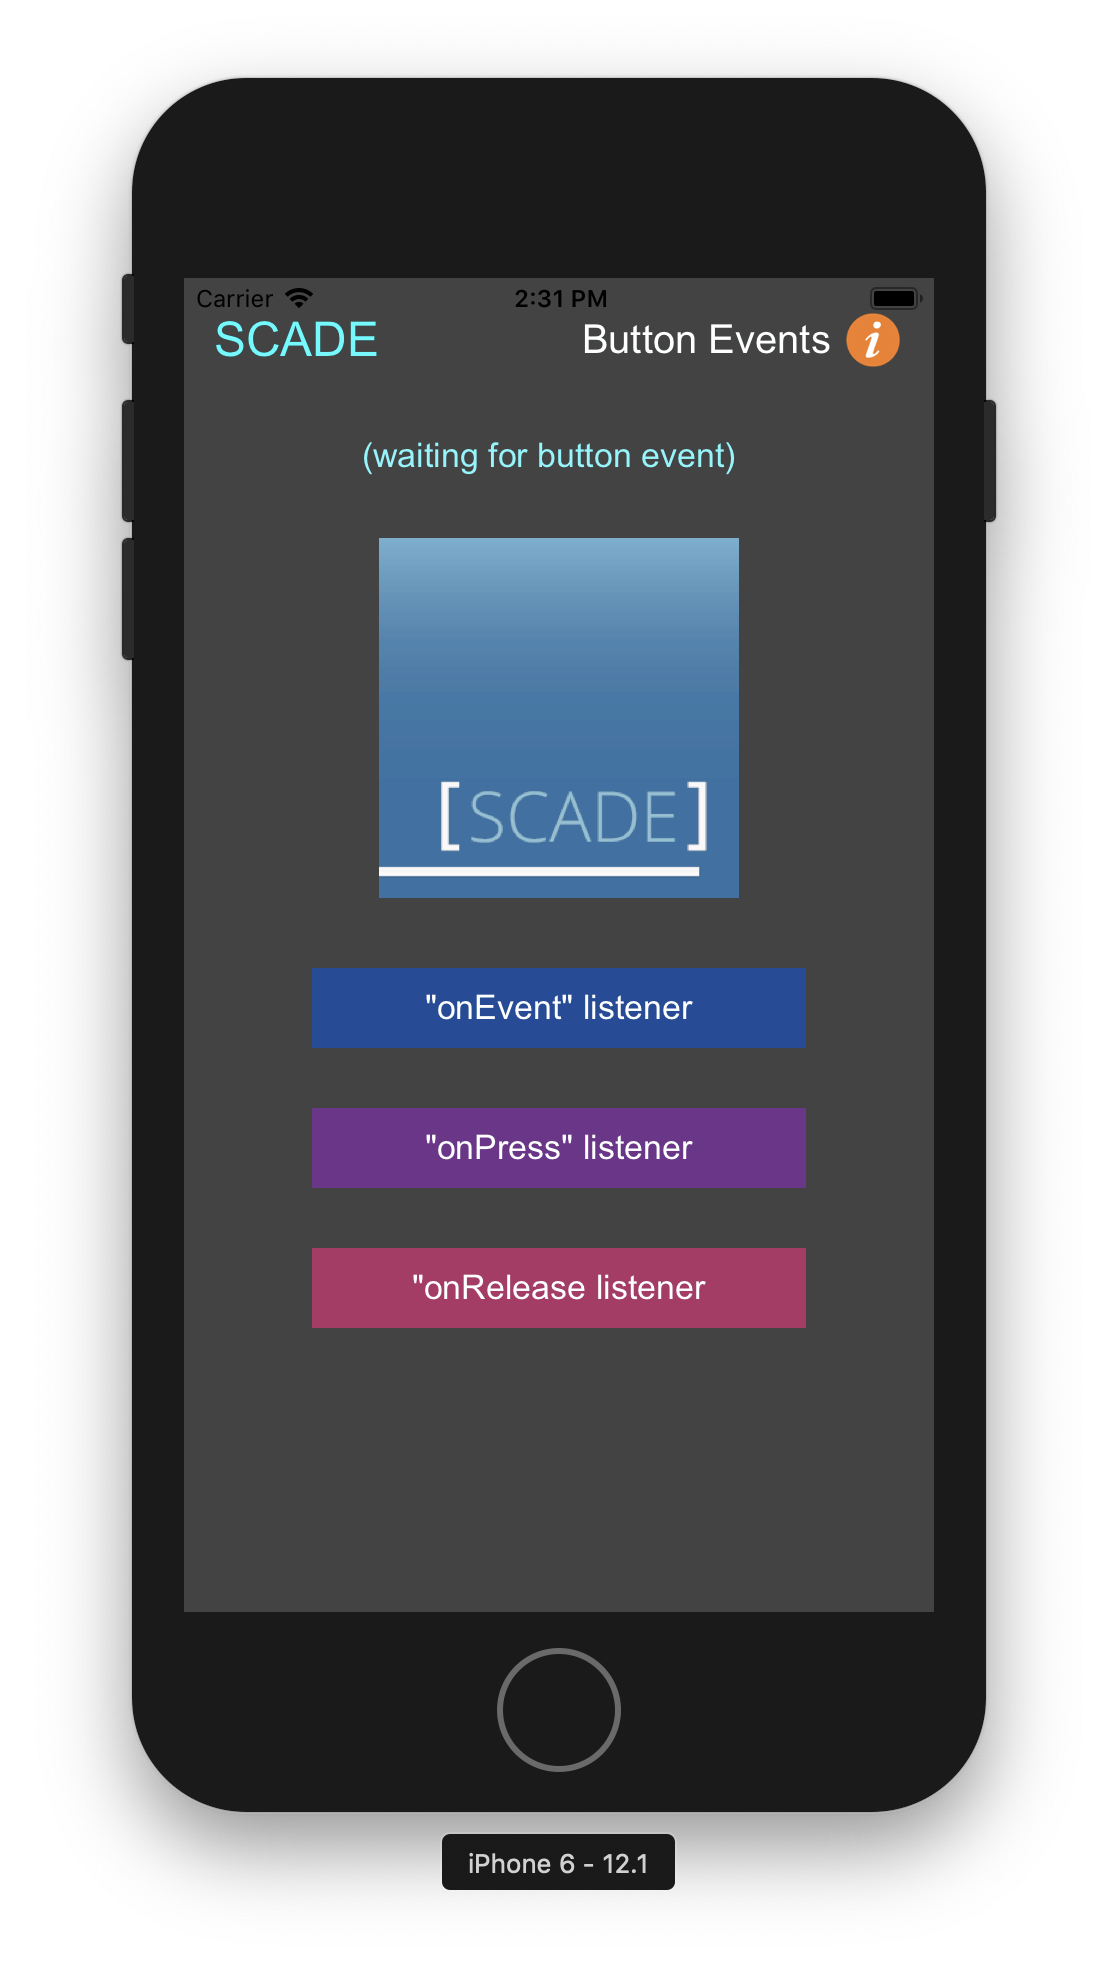 Carrier 2:31 PM
SCADE Button Events i
(waiting for button event)
[SCADE]
"onEvent" listener
"onPress" listener
"onRelease listener
iPhone 6 - 12.1